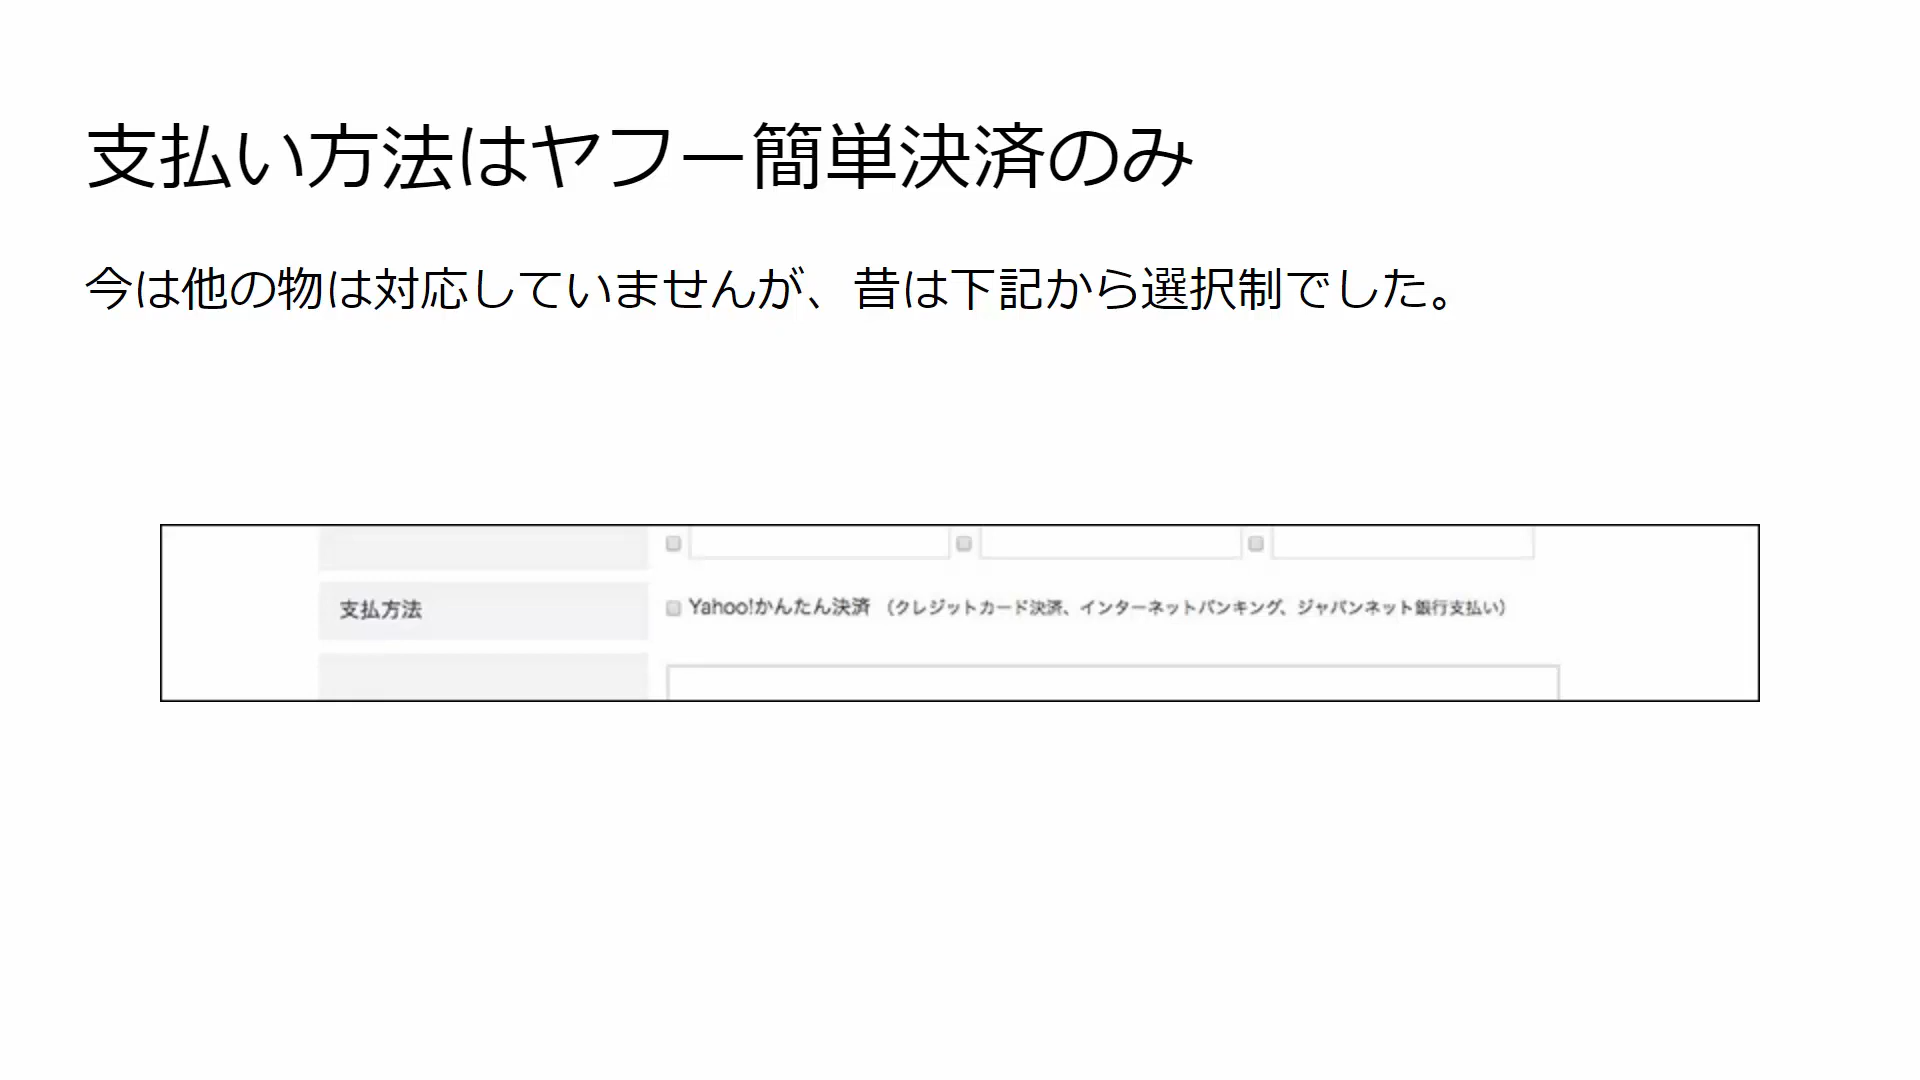 支払い方法はヤフー簡単決済のみ
今は他の物は対応していませんが、昔は下記から選択制でした。
支払方法
Yahoo!かんたん決済 （クレジットカード決済、インターネットバンキング、ジャパンネット銀行支払い）